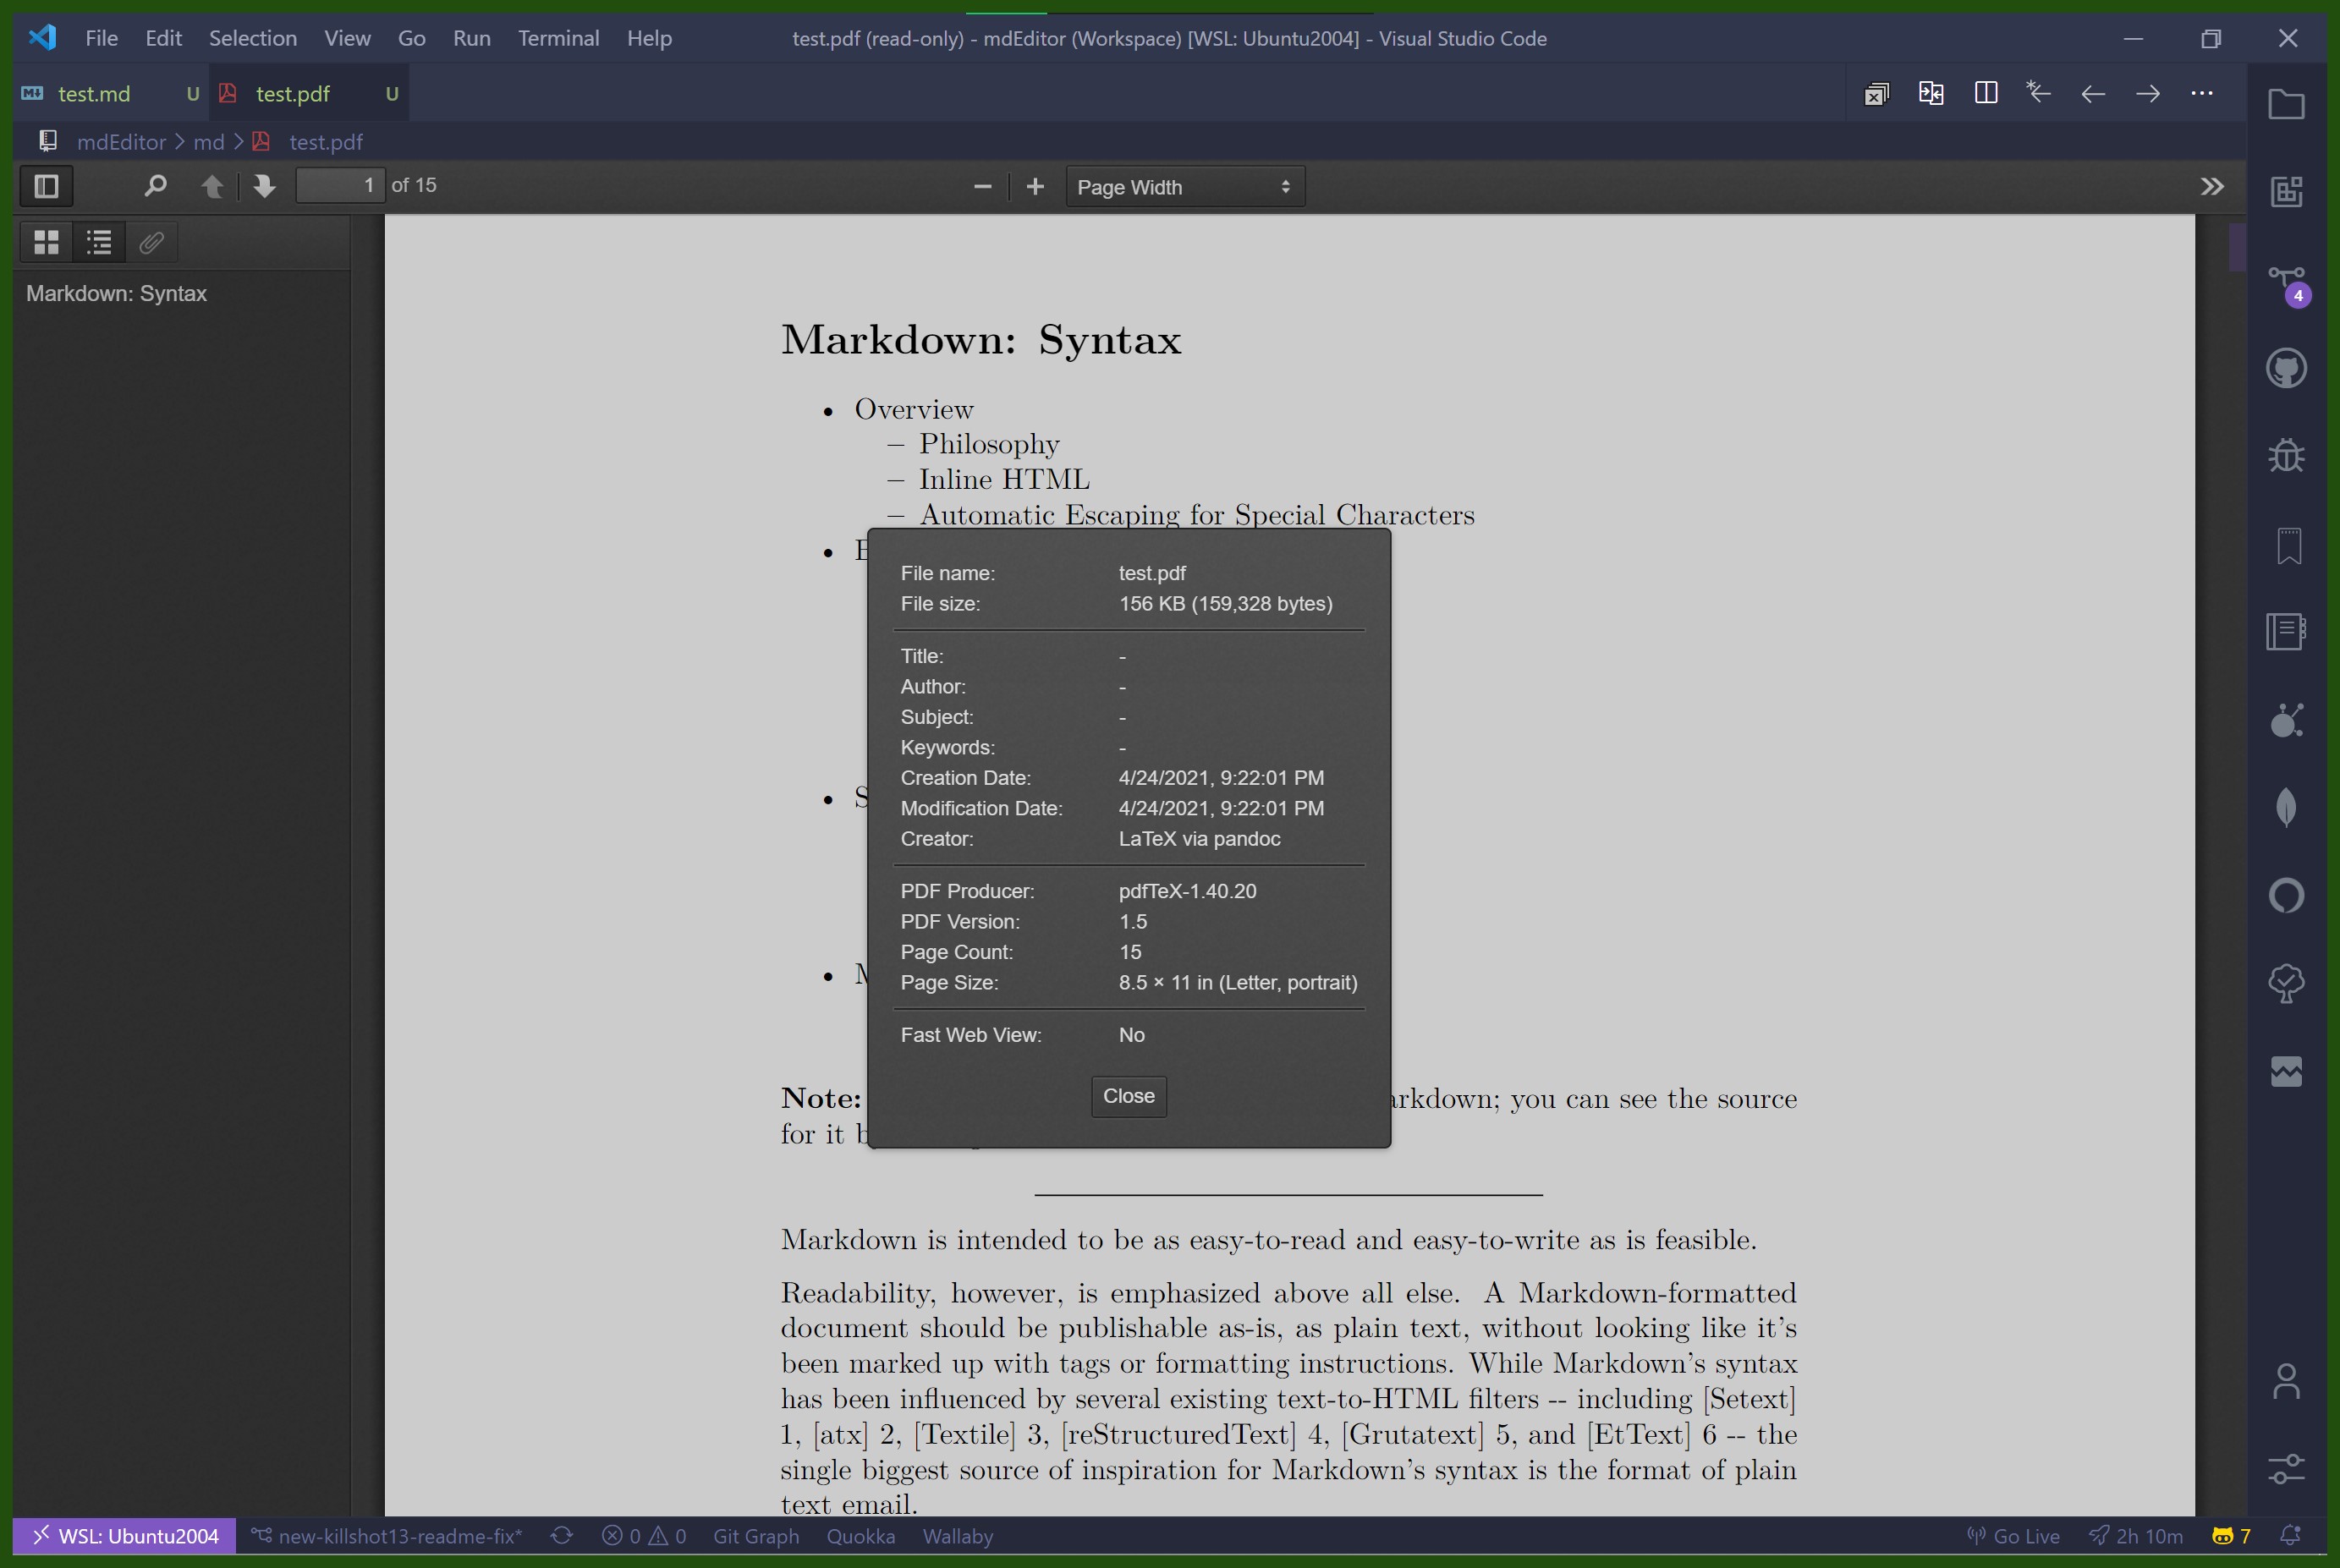 File Edit Selection View Go Run Terminal Help test.pdf (read-only) - mdEditor (Workspace) [WSL: Ubuntu2004] - Visual Studio Code
test.md U test.pdf U
mdEditor > md > test.pdf
1 of 15 Page Width
Markdown: Syntax
4
Markdown: Syntax
• Overview
– Philosophy
– Inline HTML
– Automatic Escaping for Special Characters
File name: test.pdf
File size: 156 KB (159,328 bytes)
Title: -
Author: -
Subject: -
Keywords: -
Creation Date: 4/24/2021, 9:22:01 PM
Modification Date: 4/24/2021, 9:22:01 PM
Creator: LaTeX via pandoc
PDF Producer: pdfTeX-1.40.20
PDF Version: 1.5
Page Count: 15
Page Size: 8.5 × 11 in (Letter, portrait)
Fast Web View: No
Close
Note: arkdown; you can see the source
for it
Markdown is intended to be as easy-to-read and easy-to-write as is feasible.
Readability, however, is emphasized above all else. A Markdown-formatted
document should be publishable as-is, as plain text, without looking like it's
been marked up with tags or formatting instructions. While Markdown's syntax
has been influenced by several existing text-to-HTML filters -- including [Setext]
1, [atx] 2, [Textile] 3, [reStructuredText] 4, [Grutatext] 5, and [EtText] 6 -- the
single biggest source of inspiration for Markdown's syntax is the format of plain
text email.
WSL: Ubuntu2004 new-killshot13-readme-fix* 0 0 Git Graph Quokka Wallaby Go Live 2h 10m 7